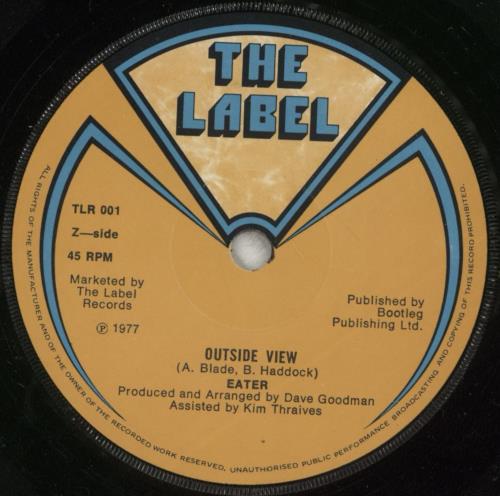 THE
LABEL
TLR 001
Z—side
45 RPM
Marketed by
The Label
Records
Ⓟ 1977
Published by
Bootleg
Publishing Ltd.
OUTSIDE VIEW
(A. Blade, B. Haddock)
EATER
Produced and Arranged by Dave Goodman
Assisted by Kim Thraives
ALL RIGHTS OF THE MANUFACTURER AND OF THE OWNER OF THE RECORDED WORK RESERVED. UNAUTHORISED PUBLIC PERFORMANCE BROADCASTING AND COPYING OF THIS RECORD PROHIBITED.